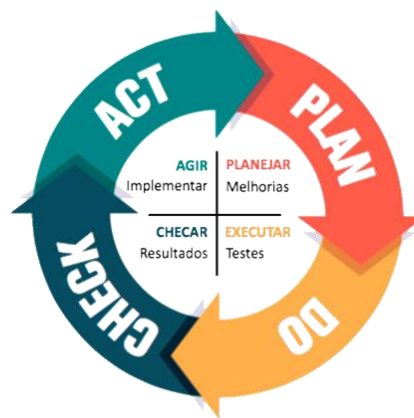 ACT
PLAN
DO
CHECK
AGIR
Implementar
PLANEJAR
Melhorias
CHECAR
Resultados
EXECUTAR
Testes